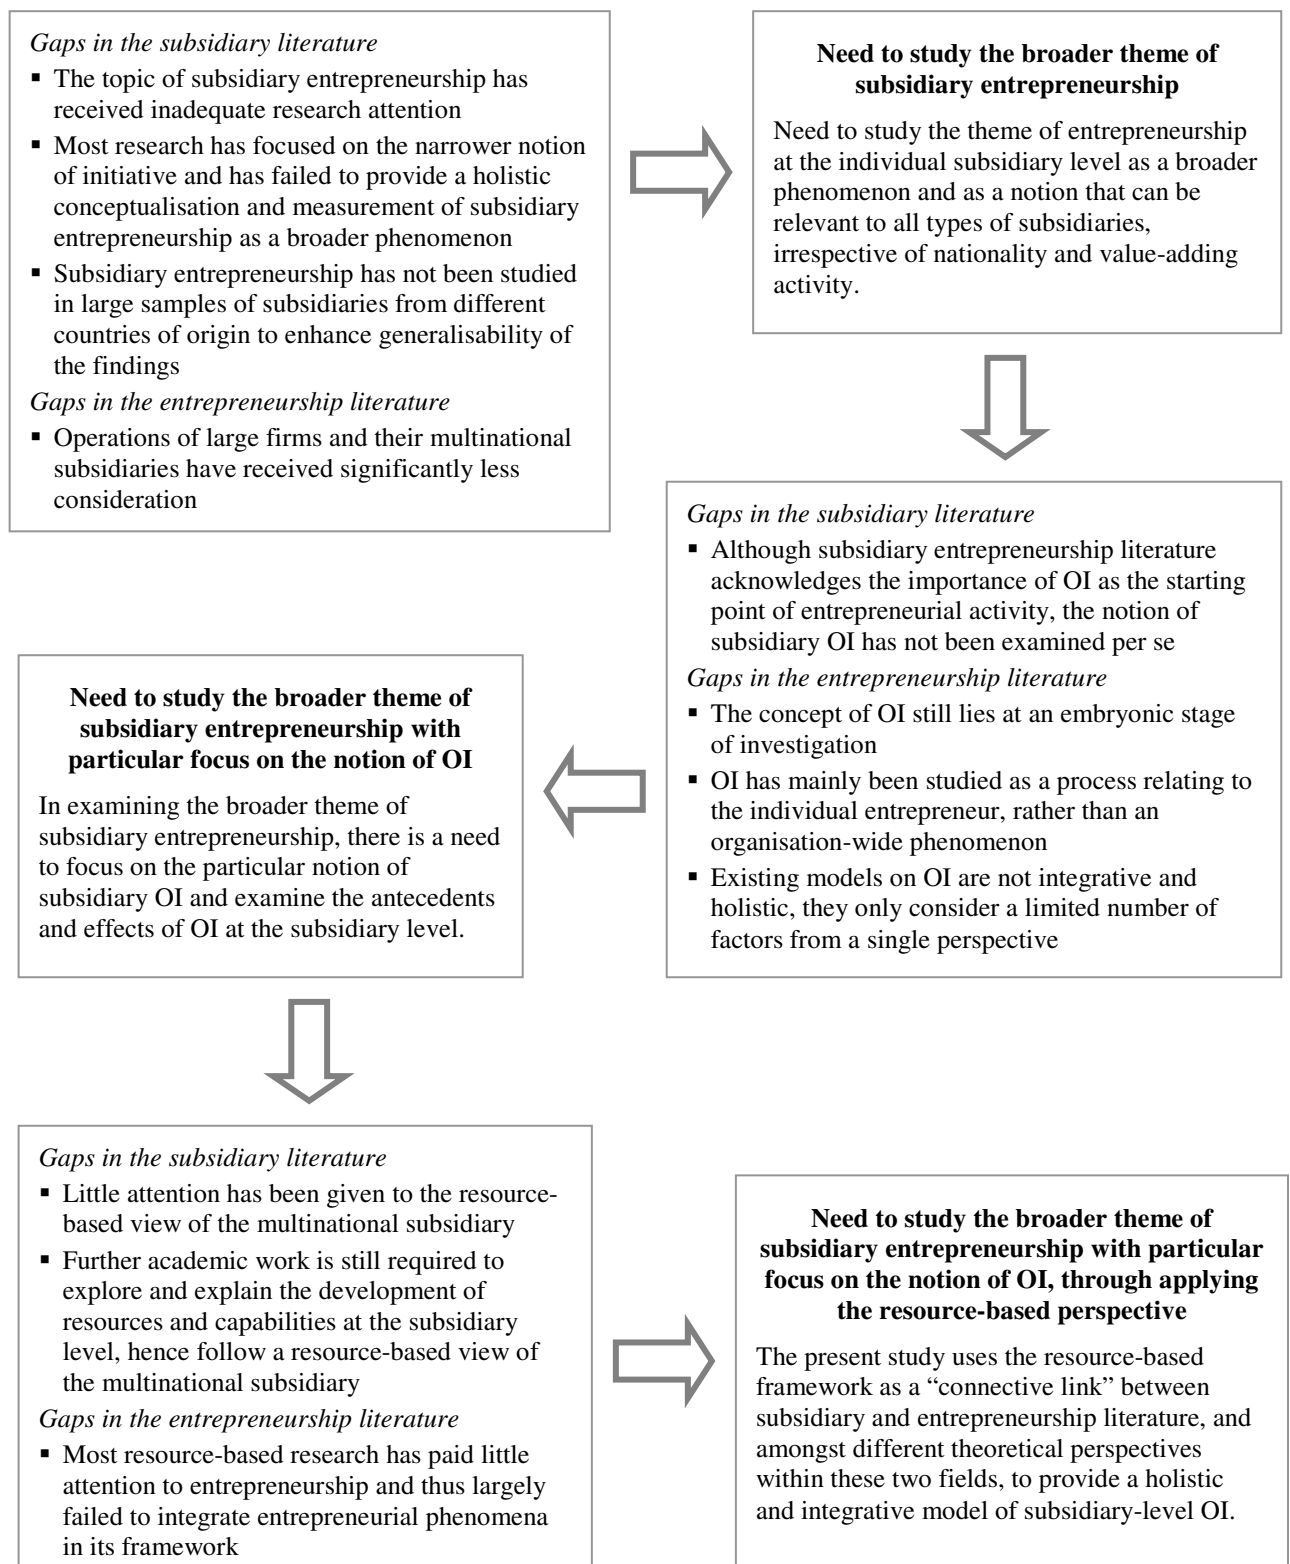 Gaps in the subsidiary literature
▪ The topic of subsidiary entrepreneurship has
received inadequate research attention
▪ Most research has focused on the narrower notion
of initiative and has failed to provide a holistic
conceptualisation and measurement of subsidiary
entrepreneurship as a broader phenomenon
▪ Subsidiary entrepreneurship has not been studied
in large samples of subsidiaries from different
countries of origin to enhance generalisability of
the findings
Gaps in the entrepreneurship literature
▪ Operations of large firms and their multinational
subsidiaries have received significantly less
consideration
Need to study the broader theme of
subsidiary entrepreneurship
Need to study the theme of entrepreneurship
at the individual subsidiary level as a broader
phenomenon and as a notion that can be
relevant to all types of subsidiaries,
irrespective of nationality and value-adding
activity.
Gaps in the subsidiary literature
▪ Although subsidiary entrepreneurship literature
acknowledges the importance of OI as the starting
point of entrepreneurial activity, the notion of
subsidiary OI has not been examined per se
Gaps in the entrepreneurship literature
▪ The concept of OI still lies at an embryonic stage
of investigation
▪ OI has mainly been studied as a process relating to
the individual entrepreneur, rather than an
organisation-wide phenomenon
▪ Existing models on OI are not integrative and
holistic, they only consider a limited number of
factors from a single perspective
Need to study the broader theme of
subsidiary entrepreneurship with
particular focus on the notion of OI
In examining the broader theme of
subsidiary entrepreneurship, there is a need
to focus on the particular notion of
subsidiary OI and examine the antecedents
and effects of OI at the subsidiary level.
Gaps in the subsidiary literature
▪ Little attention has been given to the resource-
based view of the multinational subsidiary
▪ Further academic work is still required to
explore and explain the development of
resources and capabilities at the subsidiary
level, hence follow a resource-based view of
the multinational subsidiary
Gaps in the entrepreneurship literature
▪ Most resource-based research has paid little
attention to entrepreneurship and thus largely
failed to integrate entrepreneurial phenomena
in its framework
Need to study the broader theme of
subsidiary entrepreneurship with particular
focus on the notion of OI, through applying
the resource-based perspective
The present study uses the resource-based
framework as a “connective link” between
subsidiary and entrepreneurship literature, and
amongst different theoretical perspectives
within these two fields, to provide a holistic
and integrative model of subsidiary-level OI.